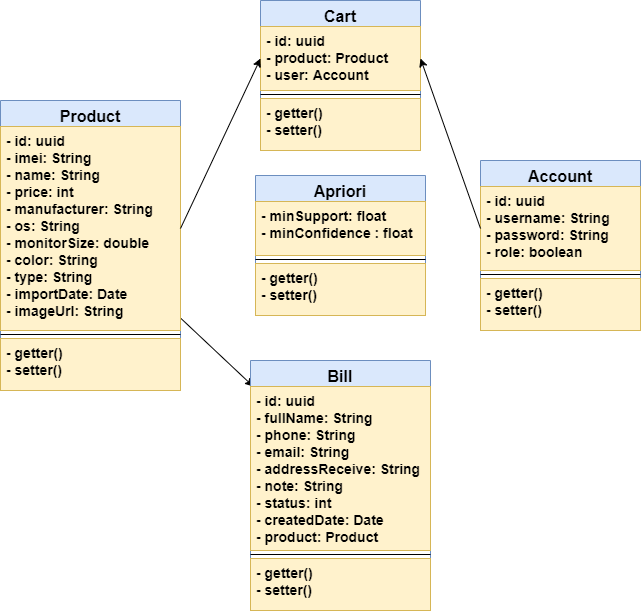 Cart
- id: uuid
- product: Product
- user: Account
- getter()
- setter()
Product
- id: uuid
- imei: String
- name: String
- price: int
- manufacturer: String
- os: String
- monitorSize: double
- color: String
- type: String
- importDate: Date
- imageUrl: String
- getter()
- setter()
Apriori
- minSupport: float
- minConfidence : float
- getter()
- setter()
Account
- id: uuid
- username: String
- password: String
- role: boolean
- getter()
- setter()
Bill
- id: uuid
- fullName: String
- phone: String
- email: String
- addressReceive: String
- note: String
- status: int
- createdDate: Date
- product: Product
- getter()
- setter()